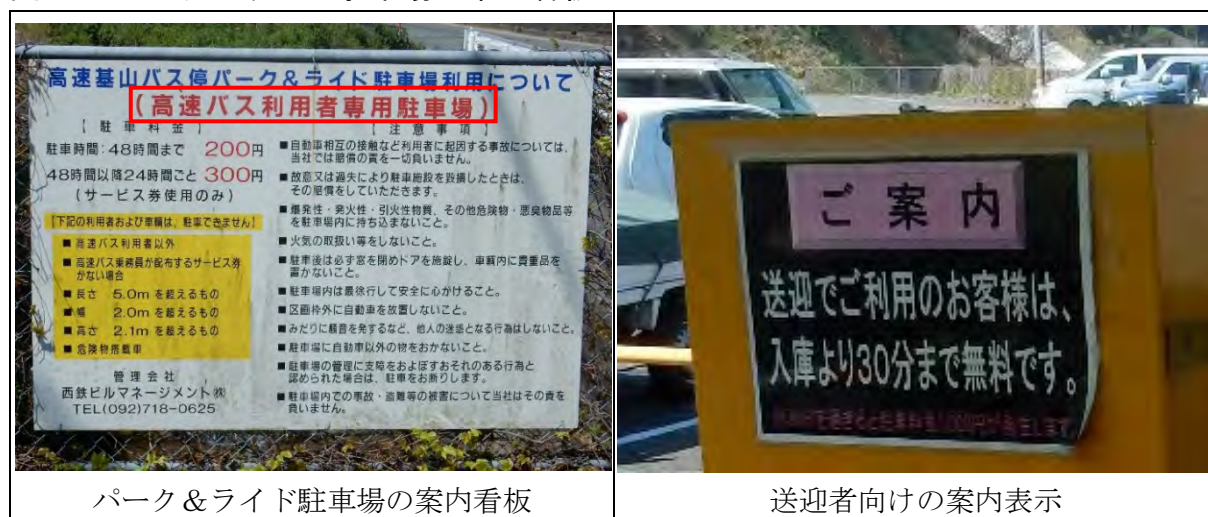 高速基山バス停パーク&ライド駐車場利用について
(高速バス利用者専用駐車場)
【駐車料金】
駐車時間:48時間まで 200円
48時間以降24時間ごと 300円
(サービス券使用のみ)
【下記の利用者および車輌は、駐車できません】
■ 高速バス利用者以外
■ 高速バス乗務員が配布するサービス券
がない場合
■ 長さ 5.0m を超えるもの
■ 幅 2.0m を超えるもの
■ 高さ 2.1m を超えるもの
■ 危険物搭載車
管理会社
西鉄ビルマネージメント㈱
TEL(092)718-0625
【注意事項】
■ 自動車相互の接触など利用者に起因する事故については、
当社では賠償の責を一切負いません。
■ 故意又は過失により駐車施設を毀損したときは、
その賠償をしていただきます。
■ 爆発性・発火性・引火性物質、その他危険物・悪臭物品等
を駐車場内に持ち込まないこと。
■ 火気の取扱い等をしないこと。
■ 駐車後は必ず窓を閉めドアを施錠し、車輌内に貴重品を
置かないこと。
■ 駐車場内は最徐行して安全に心がけること。
■ 区画枠外に自動車を放置しないこと。
■ みだりに騒音を発するなど、他人の迷惑となる行為はしないこと。
■ 駐車場に自動車以外の物をおかないこと。
■ 駐車場の管理に支障をおよぼすおそれのある行為と
認められた場合は、駐車をお断りします。
■ 駐車場内での事故・盗難等の被害について当社はその責を
負いません。
パーク&ライド駐車場の案内看板
ご案内
送迎でご利用のお客様は、
入庫より30分まで無料です。
送迎者向けの案内表示